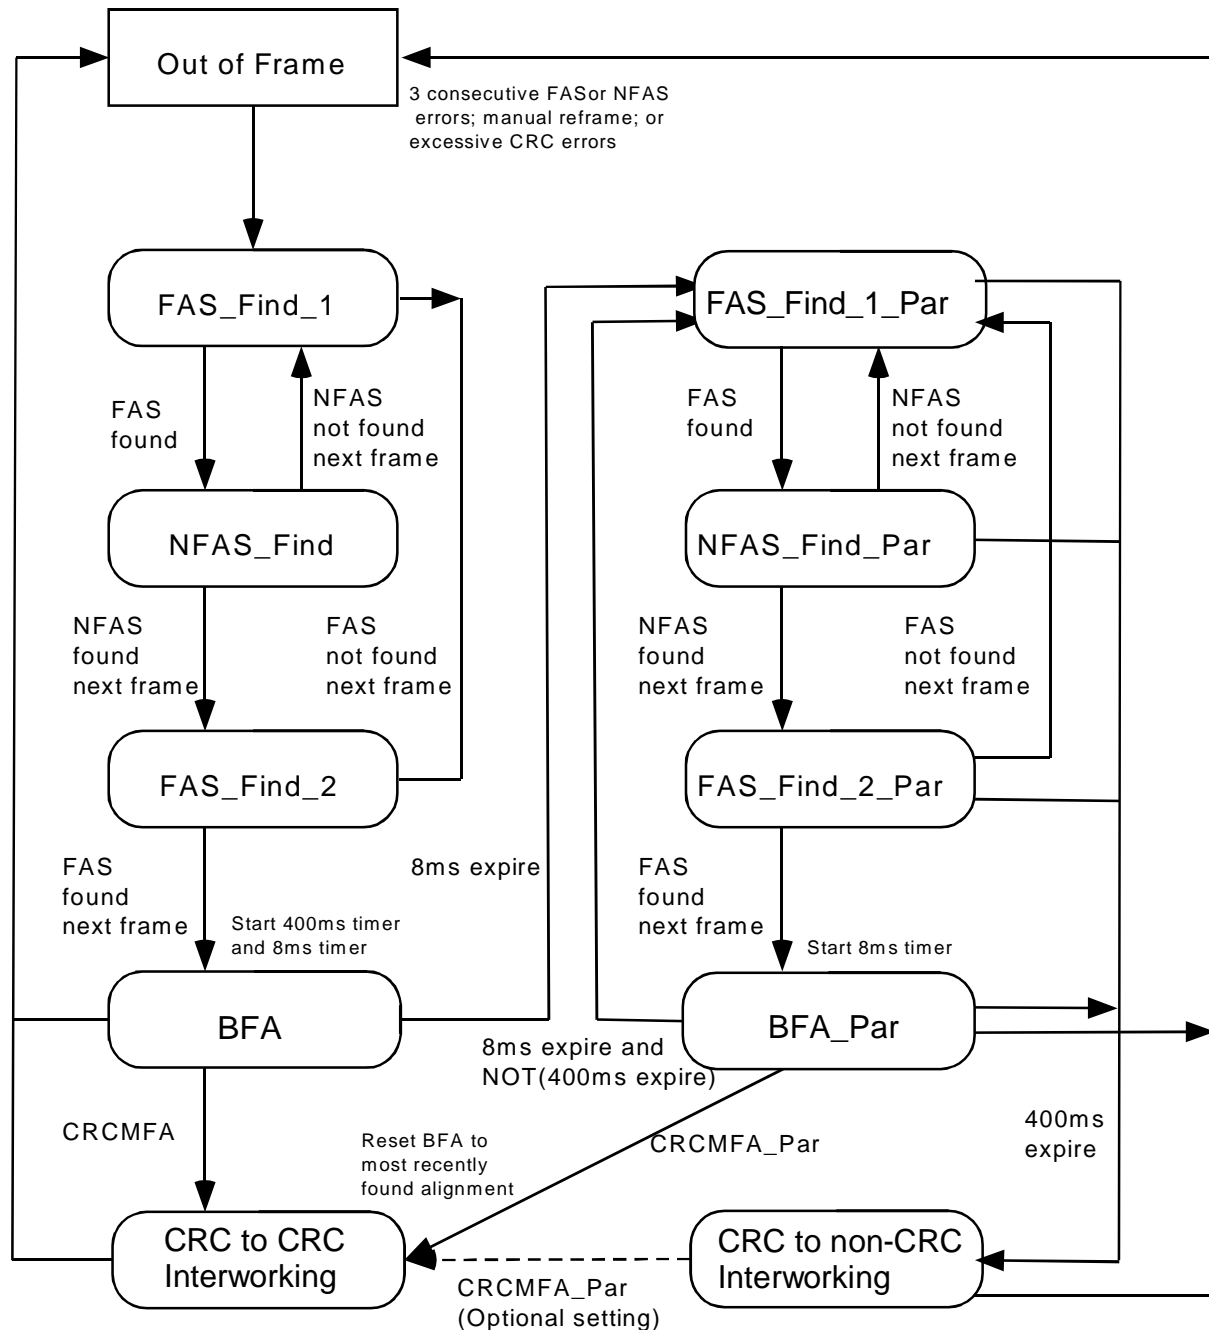 Out of Frame
3 consecutive FASor NFAS
errors; manual reframe; or
excessive CRC errors
FAS_Find_1
FAS_Find_1_Par
FAS
found
NFAS
not found
next frame
FAS
found
NFAS
not found
next frame
NFAS_Find
NFAS_Find_Par
NFAS
found
next frame
FAS
not found
next frame
NFAS
found
next frame
FAS
not found
next frame
FAS_Find_2
FAS_Find_2_Par
FAS
found
next frame
8ms expire
FAS
found
next frame
Start 400ms timer
and 8ms timer
Start 8ms timer
BFA
BFA_Par
8ms expire and
NOT(400ms expire)
CRCMFA
Reset BFA to
most recently
found alignment
CRCMFA_Par
400ms
expire
CRC to CRC
Interworking
CRC to non-CRC
Interworking
CRCMFA_Par
(Optional setting)